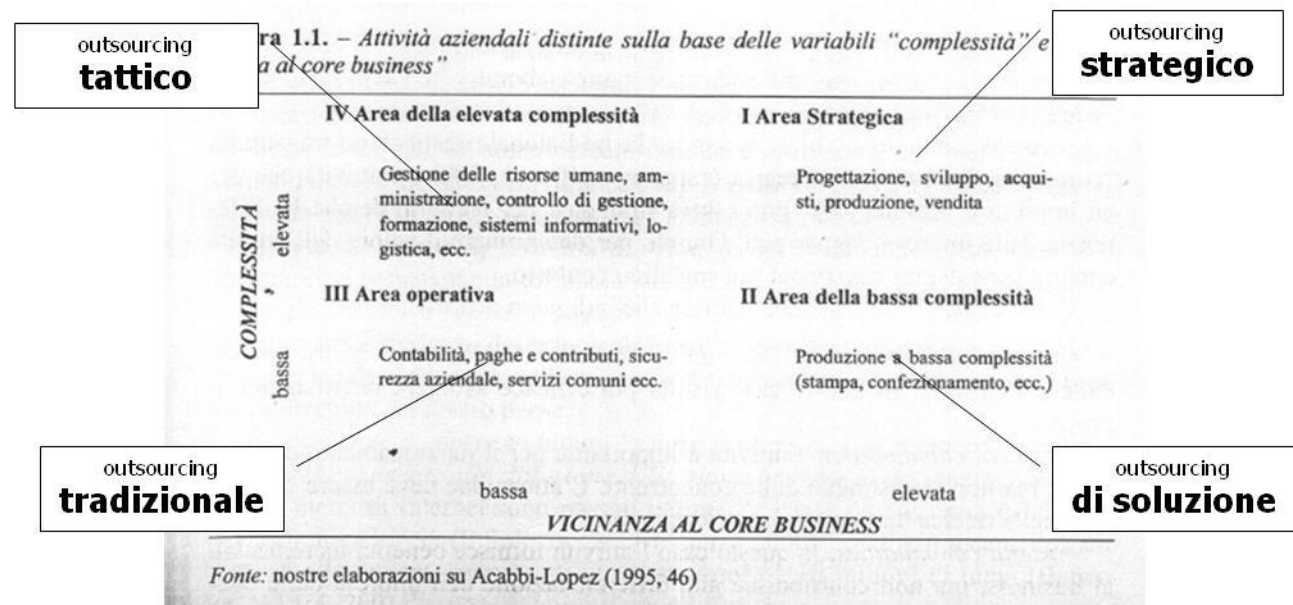 outsourcing
tattico
outsourcing
strategico
ra 1.1. – Attività aziendali distinte sulla base delle variabili “complessità” e
a al core business”
IV Area della elevata complessità
I Area Strategica
Gestione delle risorse umane, am-
ministrazione, controllo di gestione,
formazione, sistemi informativi, lo-
gistica, ecc.
Progettazione, sviluppo, acqui-
sti, produzione, vendita
COMPLESSITÀ
elevata
bassa
III Area operativa
II Area della bassa complessità
Contabilità, paghe e contributi, sicu-
rezza aziendale, servizi comuni ecc.
Produzione a bassa complessità
(stampa, confezionamento, ecc.)
outsourcing
tradizionale
outsourcing
di soluzione
bassa
elevata
VICINANZA AL CORE BUSINESS
Fonte: nostre elaborazioni su Acabbi-Lopez (1995, 46)